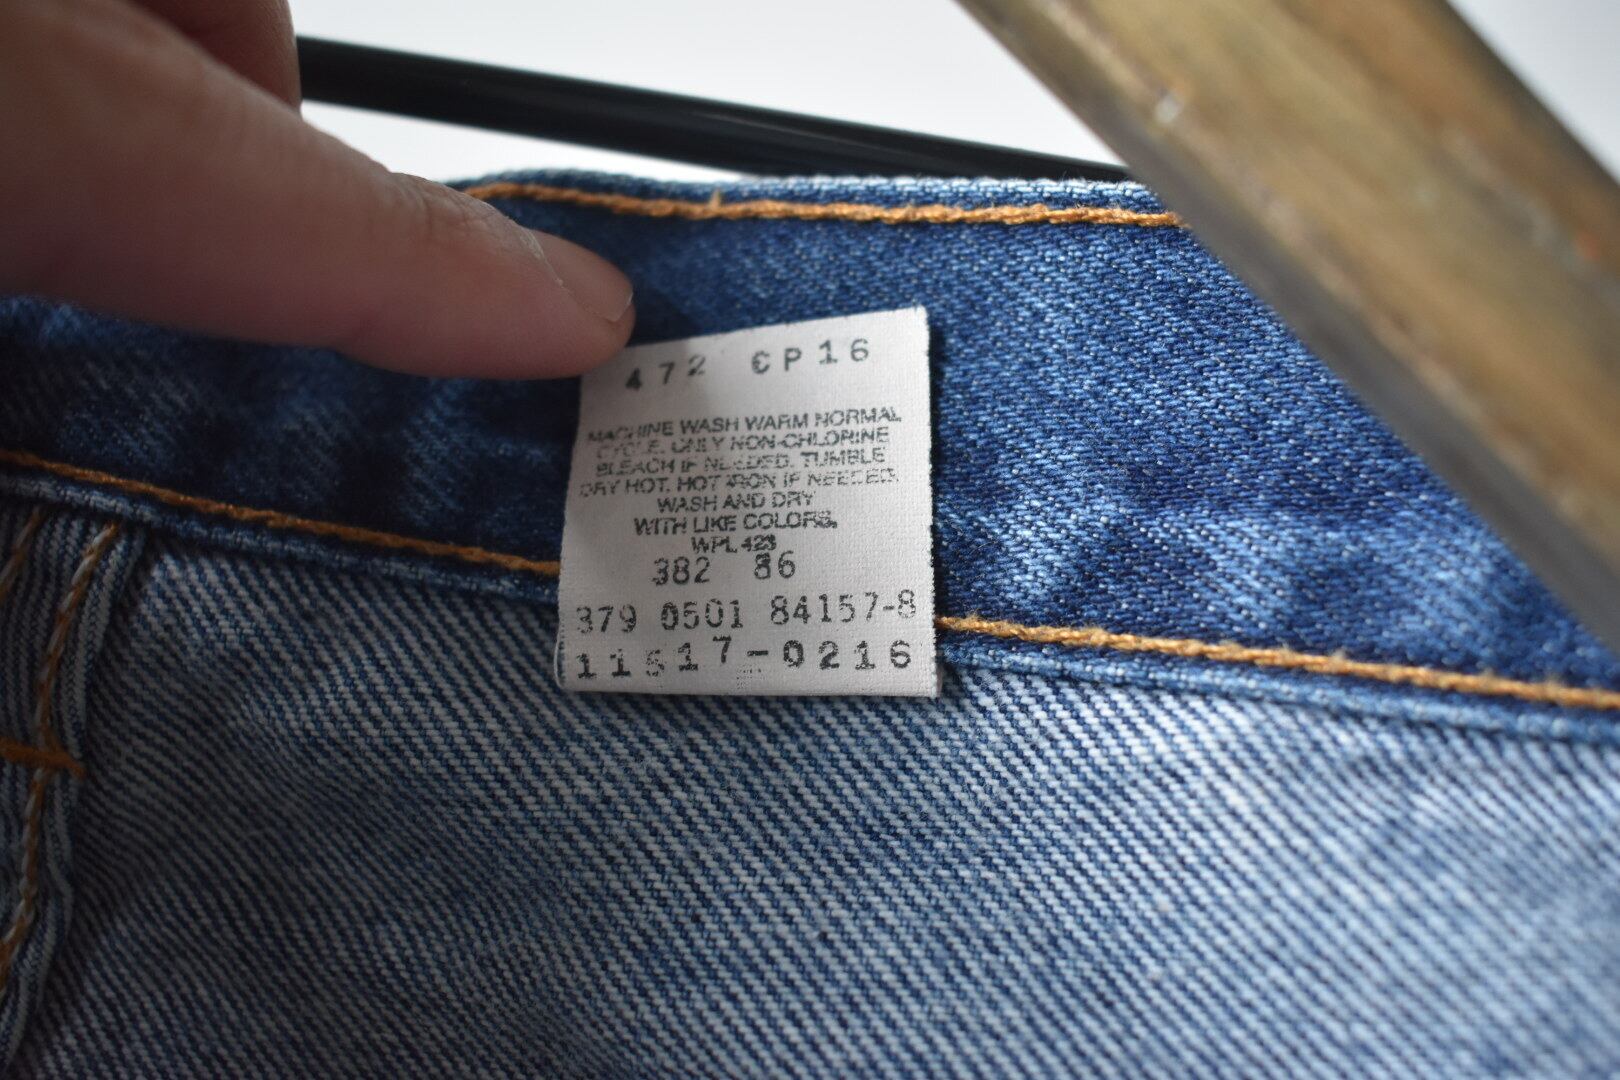 472 CP16
MACHINE WASH WARM NORMAL
CYCLE. ONLY NON-CHLORINE
BLEACH IF NEEDED. TUMBLE
DRY HOT. HOT IRON IF NEEDED.
WASH AND DRY
WITH LIKE COLORS.
WPL 423
382 36
379 0501 84157-8
11517-0216